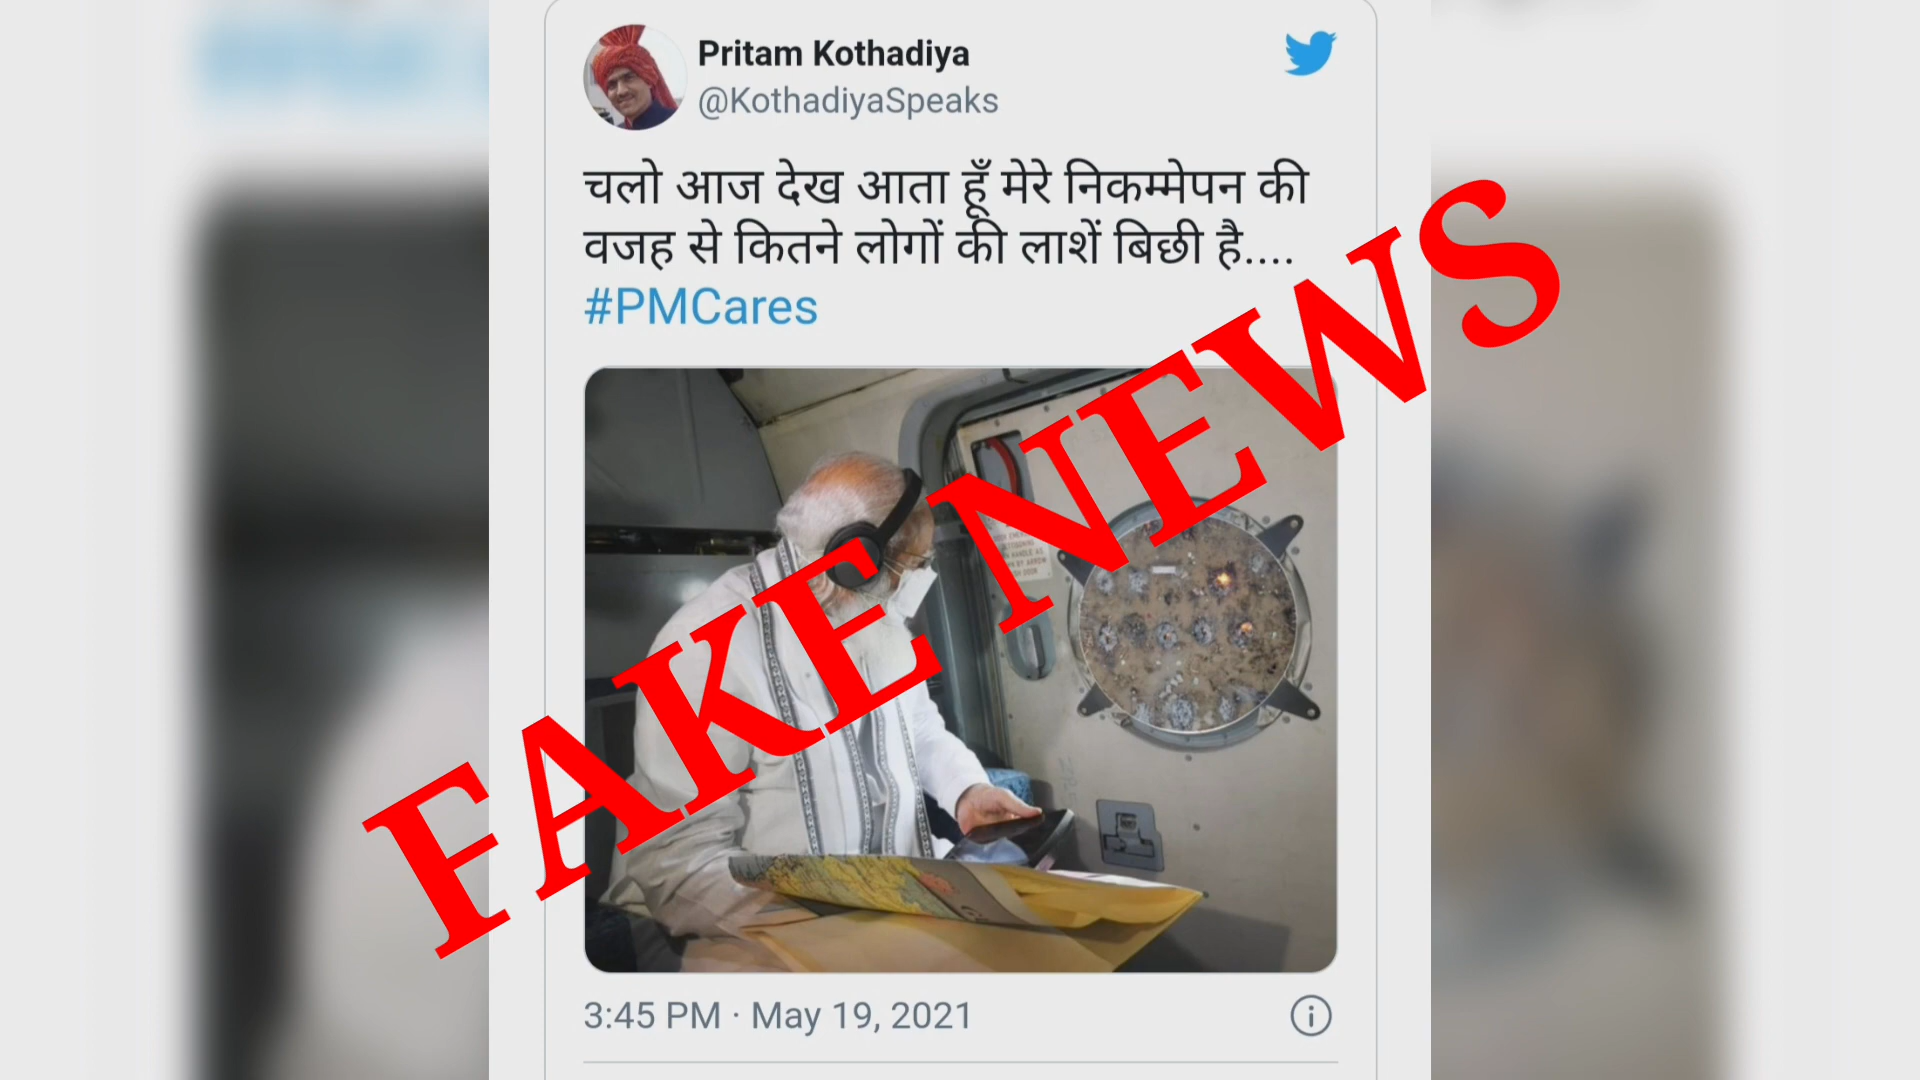 Pritam Kothadiya
@KothadiyaSpeaks
चलो आज देख आता हूँ मेरे निकम्मेपन की
वजह से कितने लोगों की लाशें बिछी है....
#PMCares
FAKE NEWS
3:45 PM · May 19, 2021